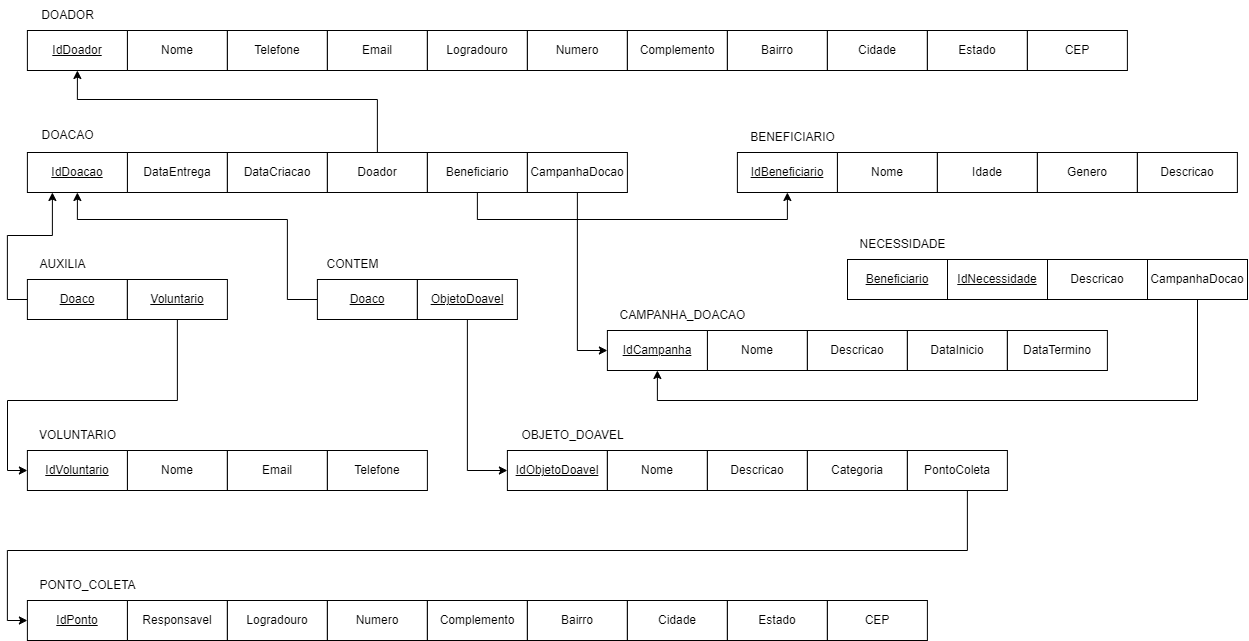 DOADOR
IdDoador Nome Telefone Email Logradouro Numero Complemento Bairro Cidade Estado CEP
DOACAO
IdDoacao DataEntrega DataCriacao Doador Beneficiario CampanhaDocao
BENEFICIARIO
IdBeneficiario Nome Idade Genero Descricao
NECESSIDADE
Beneficiario IdNecessidade Descricao CampanhaDocao
AUXILIA
Doaco Voluntario
CONTEM
Doaco ObjetoDoavel
CAMPANHA_DOACAO
IdCampanha Nome Descricao DataInicio DataTermino
VOLUNTARIO
IdVoluntario Nome Email Telefone
OBJETO_DOAVEL
IdObjetoDoavel Nome Descricao Categoria PontoColeta
PONTO_COLETA
IdPonto Responsavel Logradouro Numero Complemento Bairro Cidade Estado CEP